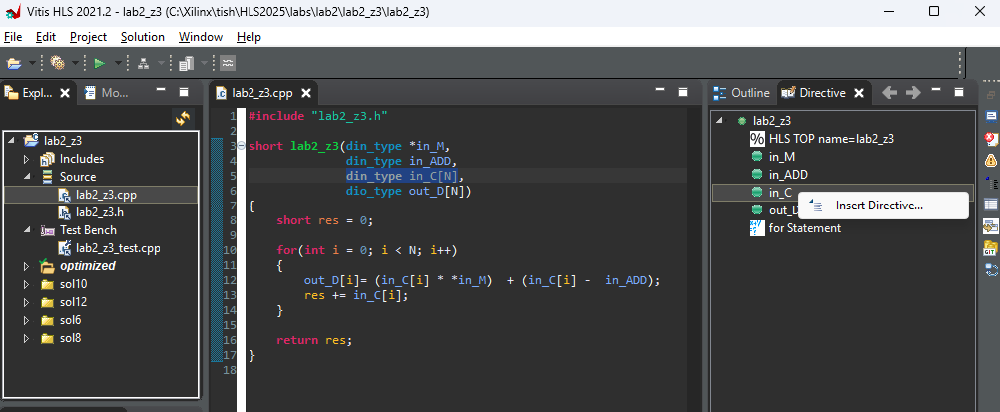 Vitis HLS 2021.2 - lab2_z3 (C:\Xilinx\tish\HLS2025\labs\lab2\lab2_z3\lab2_z3)
File Edit Project Solution Window Help
Expl... Mo...
lab2_z3
Includes
Source
lab2_z3.cpp
lab2_z3.h
Test Bench
lab2_z3_test.cpp
optimized
sol10
sol12
sol6
sol8
lab2_z3.cpp
1 #include "lab2_z3.h"
2
3 short lab2_z3(din_type *in_M,
4 din_type in_ADD,
5 din_type in_C[N],
6 dio_type out_D[N])
7 {
8 short res = 0;
9
10 for(int i = 0; i < N; i++)
11 {
12 out_D[i]= (in_C[i] * *in_M) + (in_C[i] - in_ADD);
13 res += in_C[i];
14 }
15
16 return res;
17 }
18
Outline Directive
lab2_z3
% HLS TOP name=lab2_z3
in_M
in_ADD
in_C
out_D
for Statement
Insert Directive...
GIT